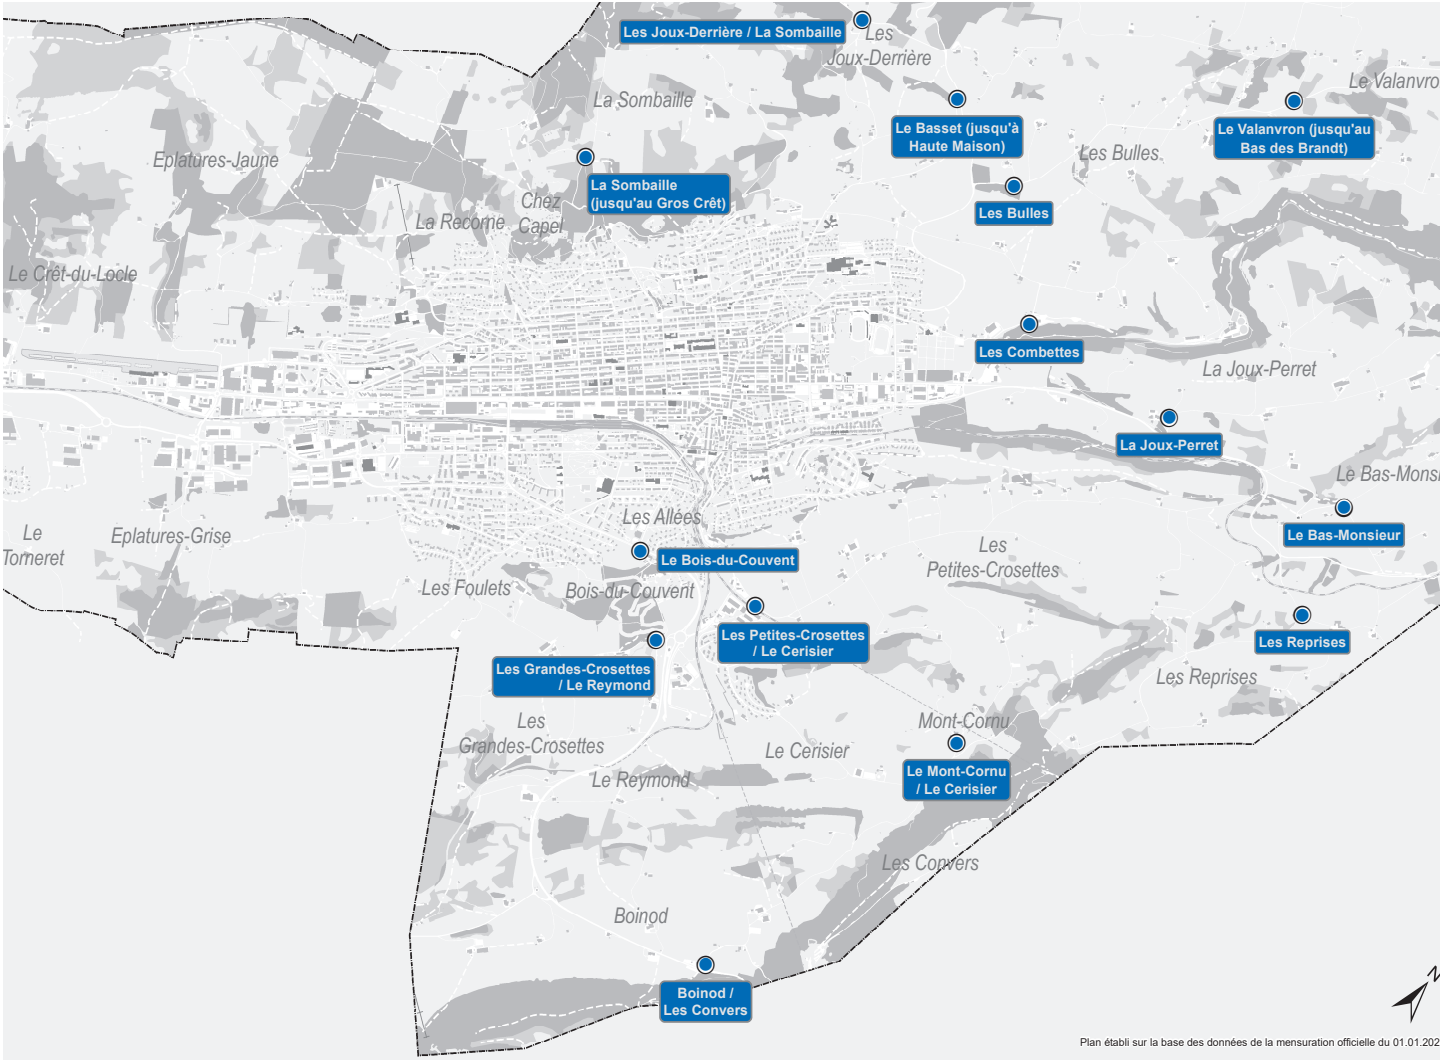 Les Joux-Derrière / La Sombaille
Les
Joux-Derrière
La Sombaille
Le Basset (jusqu'à
Haute Maison)
Le Valanvron (jusqu'au
Bas des Brandt)
Eplatures-Jaune
Les Bulles
La Sombaille
(jusqu'au Gros Crêt)
Chez
Capel
La Recorne
Les Bulles
Le Crêt-du-Locle
Les Combettes
La Joux-Perret
La Joux-Perret
Le
Torneret
Eplatures-Grise
Les Allées
Le Bois-du-Couvent
Les
Petites-Crosettes
Le Bas-Monsieur
Les Foulets
Bois-du-Couvent
Les Petites-Crosettes
/ Le Cerisier
Les Reprises
Les Grandes-Crosettes
/ Le Reymond
Les Reprises
Les
Grandes-Crosettes
Mont-Cornu
Le Cerisier
Le Reymond
Le Mont-Cornu
/ Le Cerisier
Les Convers
Boinod
Boinod /
Les Convers
N
Plan établi sur la base des données de la mensuration officielle du 01.01.202